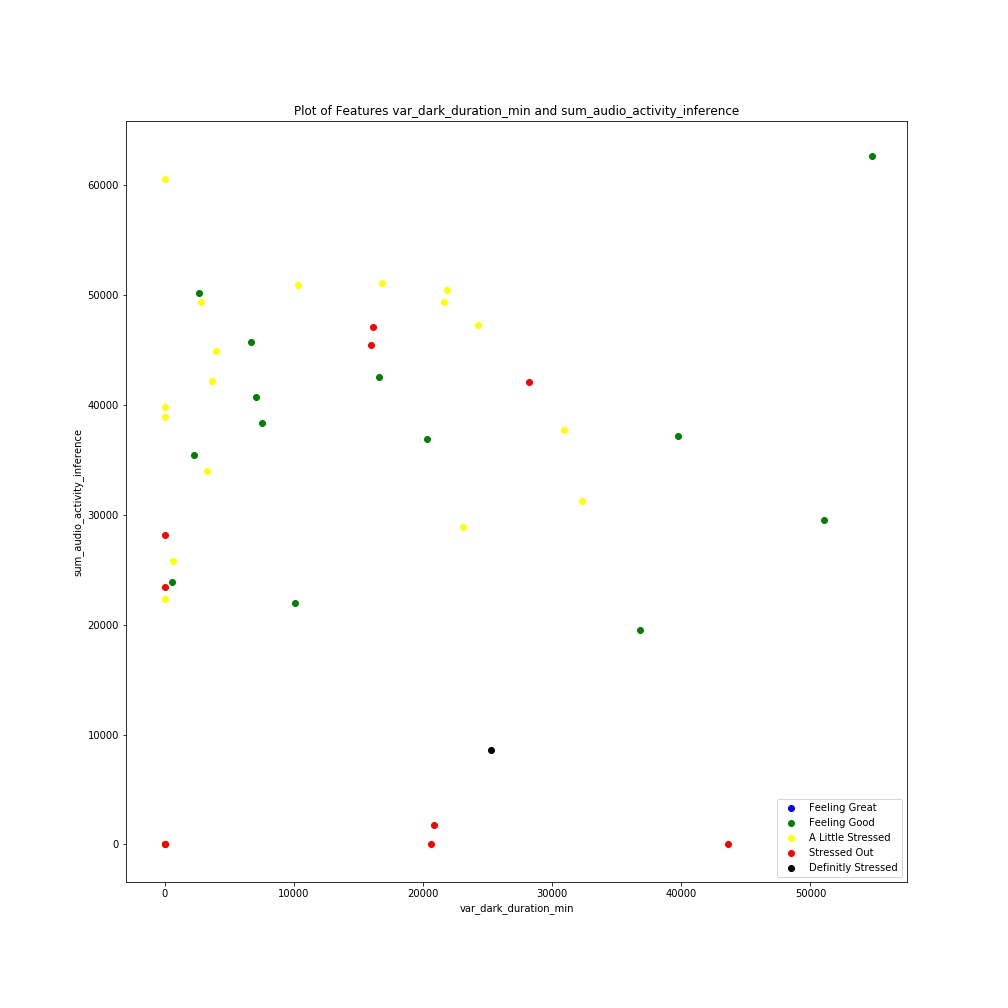 Plot of Features var_dark_duration_min and sum_audio_activity_inference
sum_audio_activity_inference
60000
50000
40000
30000
20000
10000
0
0 10000 20000 30000 40000 50000
var_dark_duration_min
Feeling Great
Feeling Good
A Little Stressed
Stressed Out
Definitly Stressed